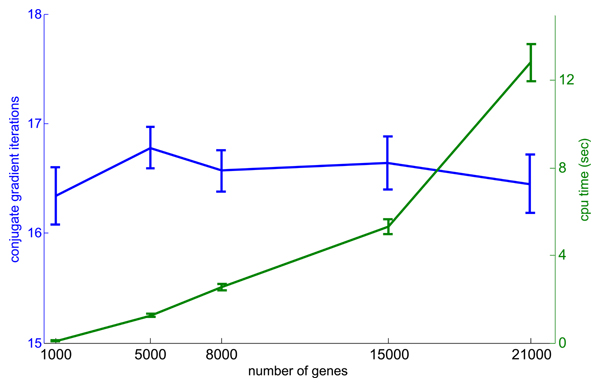 18
17
16
15
conjugate gradient iterations
12
8
4
0
cpu time (sec)
1000 5000 8000 15000 21000
number of genes